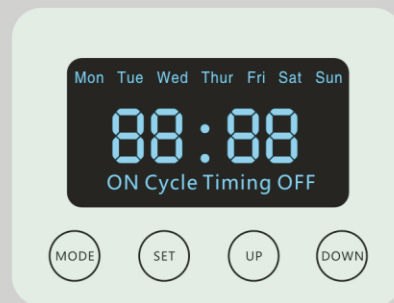 Mon Tue Wed Thur Fri Sat Sun
88:88
ON Cycle Timing OFF
MODE SET UP DOWN